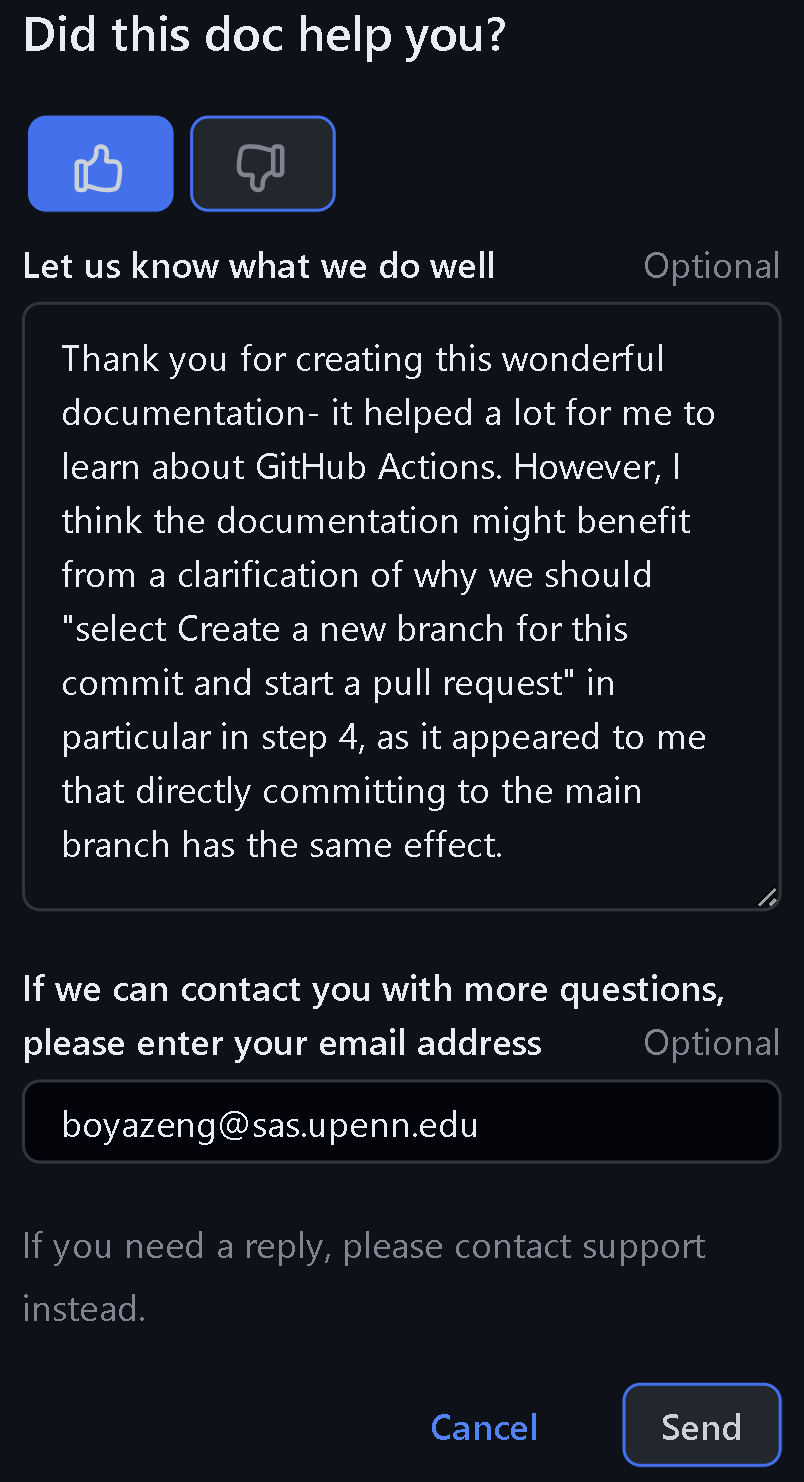 Did this doc help you?
Let us know what we do well Optional
Thank you for creating this wonderful
documentation- it helped a lot for me to
learn about GitHub Actions. However, I
think the documentation might benefit
from a clarification of why we should
"select Create a new branch for this
commit and start a pull request" in
particular in step 4, as it appeared to me
that directly committing to the main
branch has the same effect.
If we can contact you with more questions,
please enter your email address Optional
boyazeng@sas.upenn.edu
If you need a reply, please contact support
instead.
Cancel Send